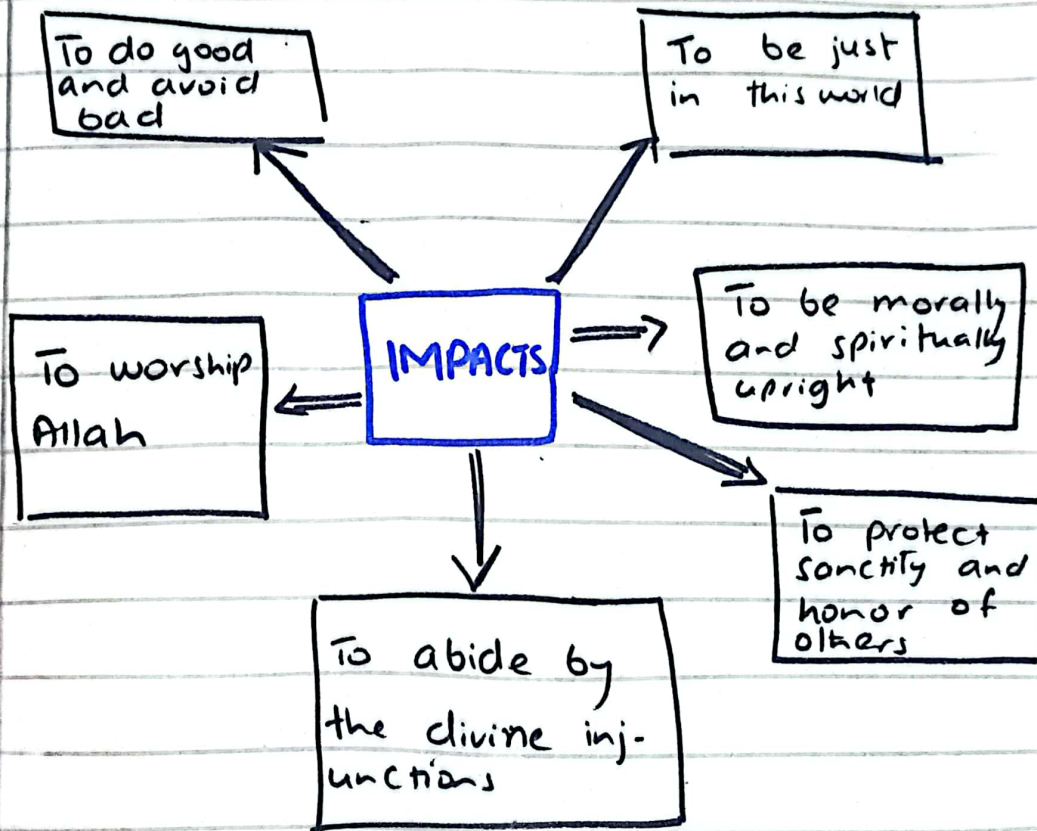 To do good
and avoid
bad
To be just
in this world
IMPACTS
To be morally
and spiritually
upright
To worship
Allah
To protect
sanctity and
honor of
others
To abide by
the divine inj-
unctions